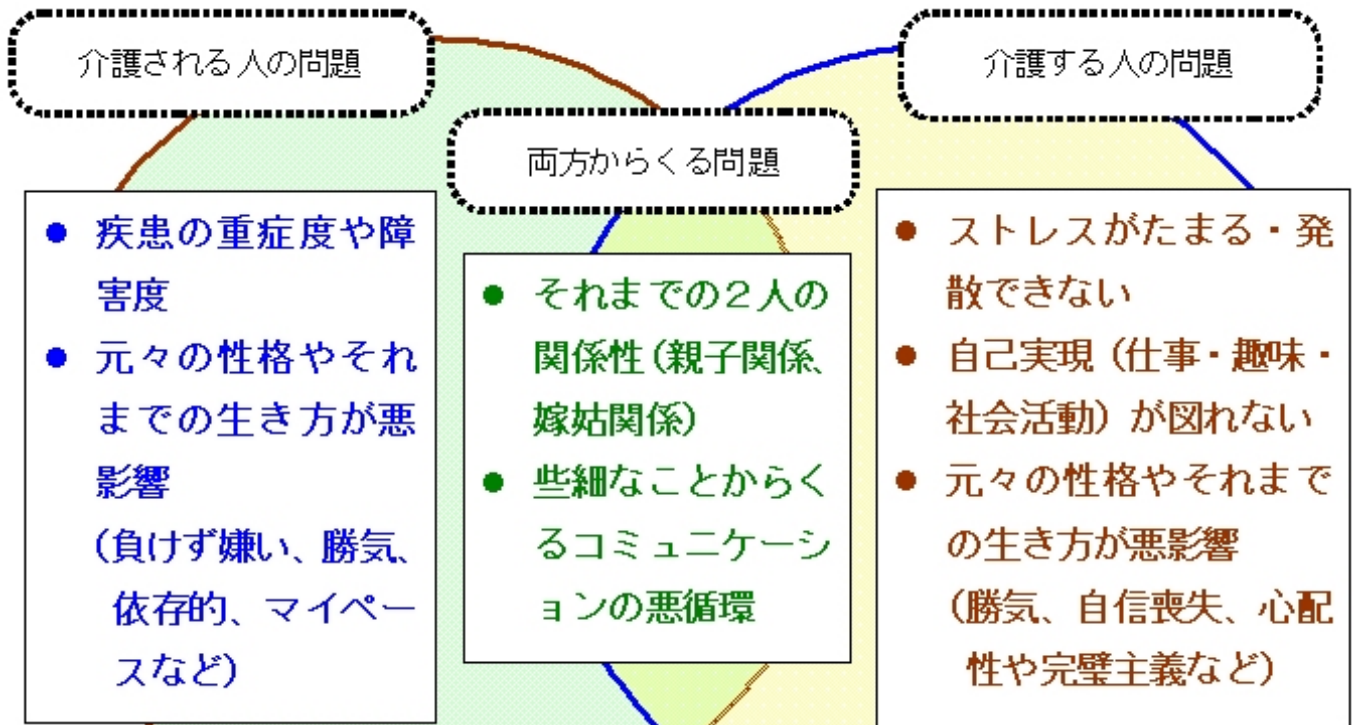 介護される人の問題
介護する人の問題
両方からくる問題
● 疾患の重症度や障
害度
● 元々の性格やそれ
までの生き方が悪
影響
（負けず嫌い、勝気、
依存的、マイペー
スなど）
● それまでの２人の
関係性（親子関係、
嫁姑関係）
● 些細なことからく
るコミュニケーシ
ョンの悪循環
● ストレスがたまる・発
散できない
● 自己実現（仕事・趣味・
社会活動）が図れない
● 元々の性格やそれまで
の生き方が悪影響
（勝気、自信喪失、心配
性や完璧主義など）